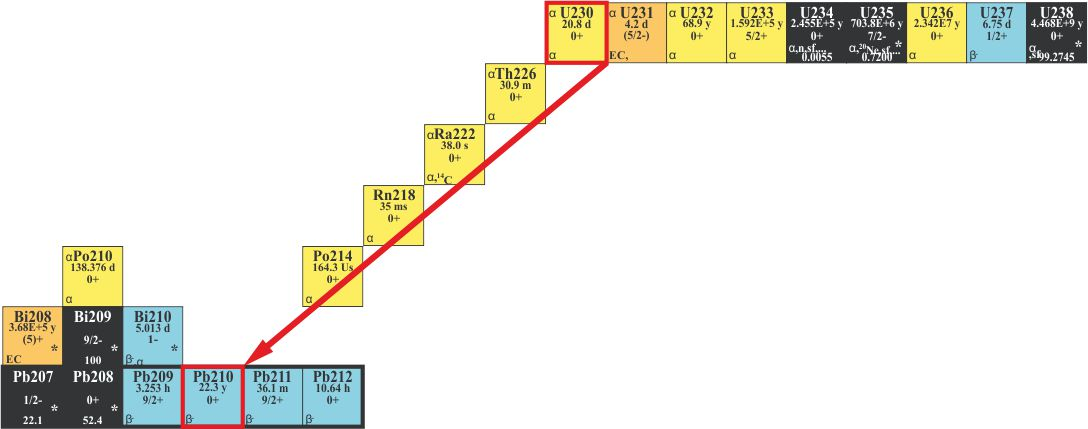 α U230
20.8 d
0+
α
α U231
4.2 d
(5/2-)
EC,
α U232
68.9 y
0+
α
α U233
1.592E+5 y
5/2+
α
U234
2.455E+5 y
0+
α,n,sf,...
0.0055
U235
703.8E+6 y
7/2-
*
α,²⁰Ne,sf,...
0.7200
α U236
2.342E7 y
0+
α
U237
6.75 d
1/2+
β-
U238
4.468E+9 y
0+
*
α
,sf
99.2745
αTh226
30.9 m
0+
α
αRa222
38.0 s
0+
α,¹⁴C
Rn218
35 ms
0+
α
αPo210
138.376 d
0+
α
Po214
164.3 Us
0+
α
Bi208
3.68E+5 y
(5)+
*
EC
Bi209
9/2-
*
100
Bi210
5.013 d
1-
*
β- α
Pb207
1/2-
*
22.1
Pb208
0+
*
52.4
Pb209
3.253 h
9/2+
β-
Pb210
22.3 y
0+
β-
Pb211
36.1 m
9/2+
β-
Pb212
10.64 h
0+
β-